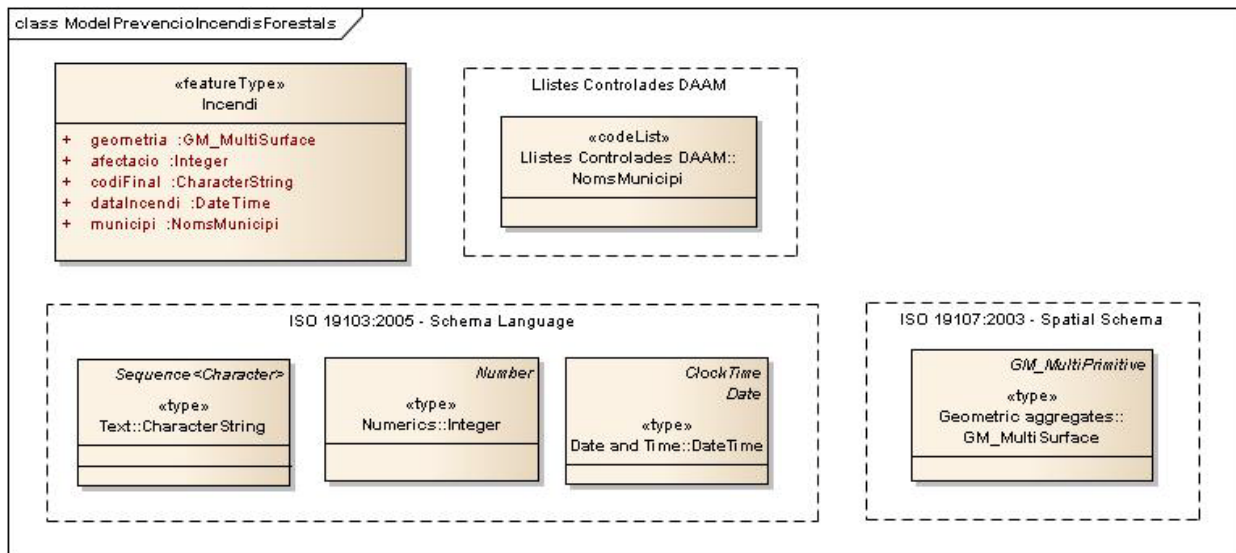 class ModelPrevencioIncendisForestals
«featureType»
Incendi
+ geometria :GM_MultiSurface
+ afectacio :Integer
+ codiFinal :CharacterString
+ dataIncendi :DateTime
+ municipi :NomsMunicipi
Llistes Controlades DAAM
«codeList»
Llistes Controlades DAAM::
NomsMunicipi
ISO 19103:2005 - Schema Language
Sequence<Character>
«type»
Text::CharacterString
Number
«type»
Numerics::Integer
ClockTime
Date
«type»
Date and Time::DateTime
ISO 19107:2003 - Spatial Schema
GM_MultiPrimitive
«type»
Geometric aggregates::
GM_MultiSurface